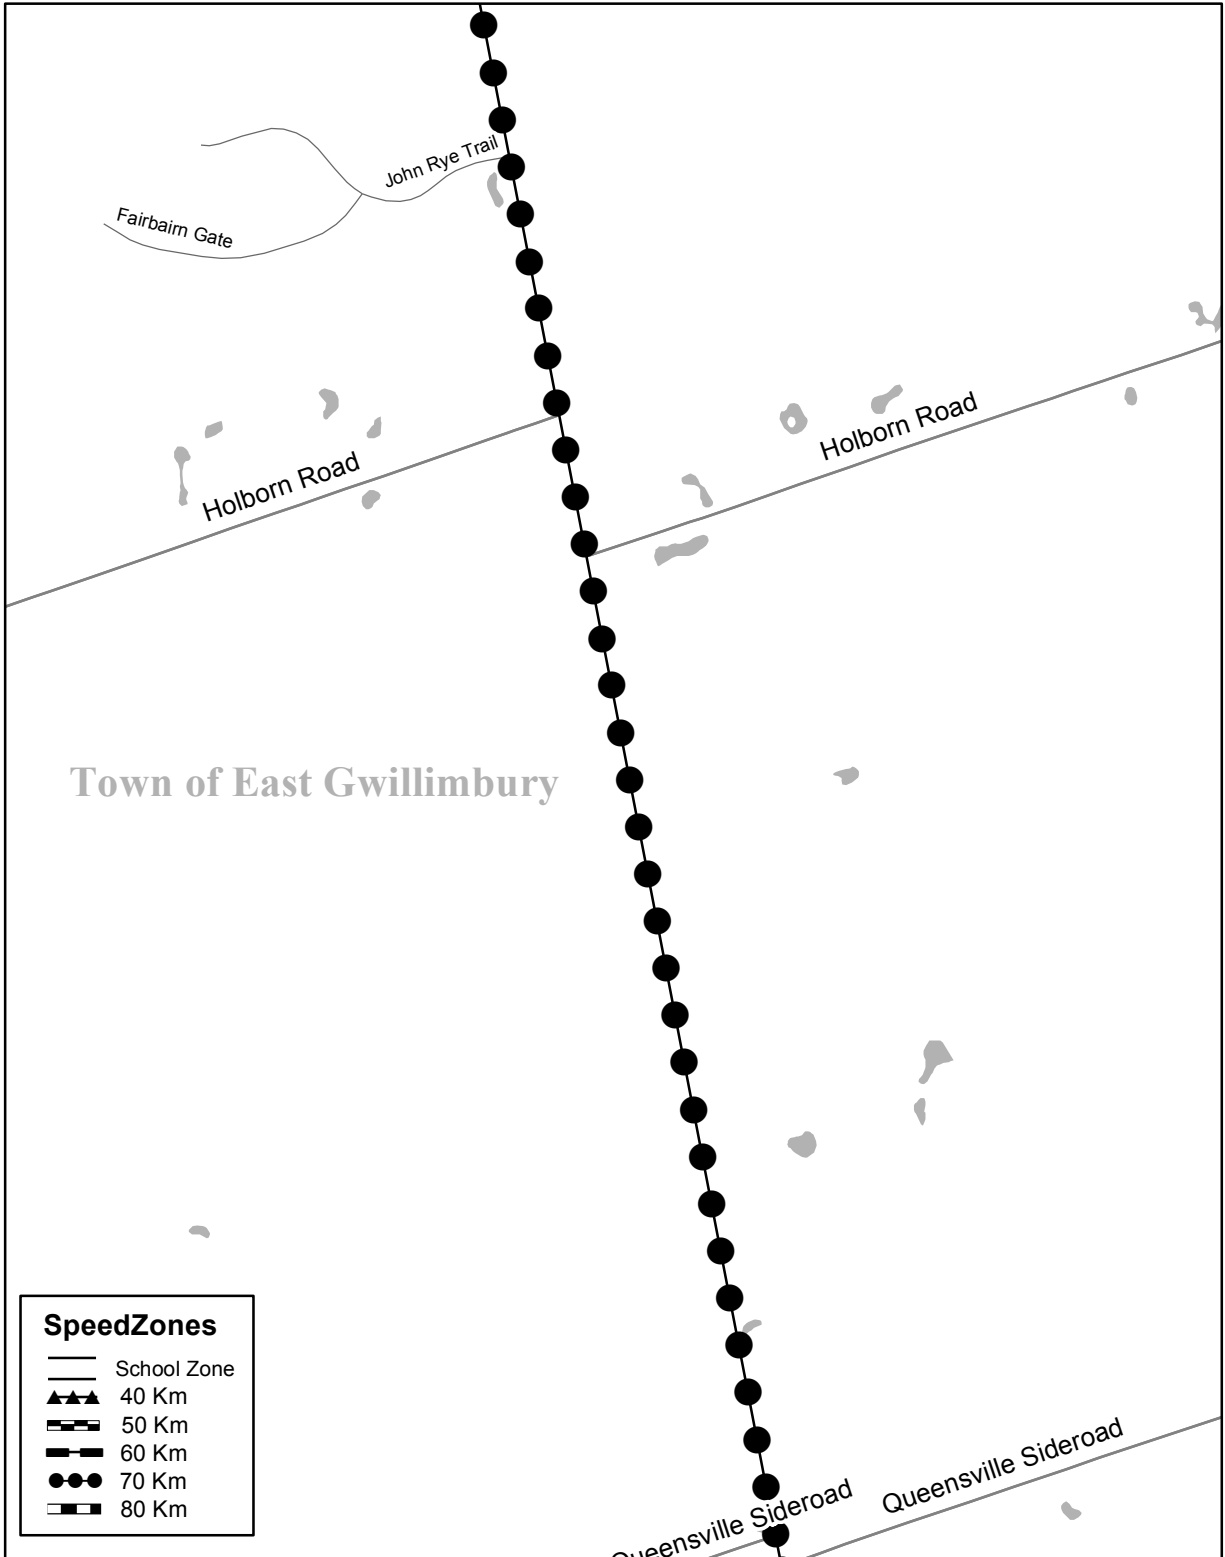 John Rye Trail
Fairbairn Gate
Holborn Road
Holborn Road
Town of East Gwillimbury
SpeedZones
School Zone
40 Km
50 Km
60 Km
70 Km
80 Km
Queensville Sideroad
Queensville Sideroad